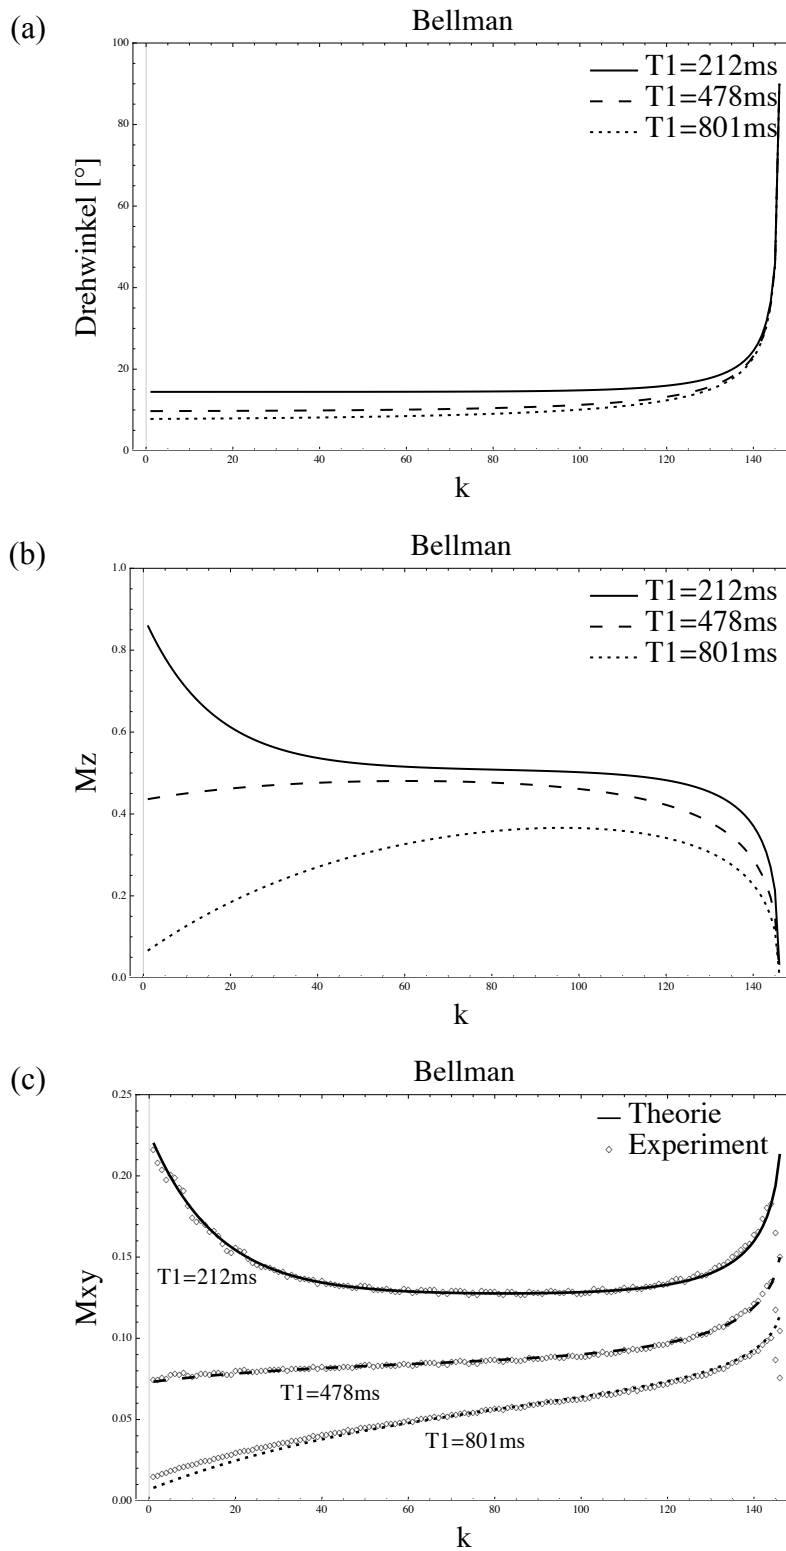 (a)
Bellman
T1=212ms
T1=478ms
T1=801ms
Drehwinkel [°]
100
80
60
40
20
0
0 20 40 60 80 100 120 140
k
(b)
Bellman
T1=212ms
T1=478ms
T1=801ms
Mz
1.0
0.8
0.6
0.4
0.2
0.0
0 20 40 60 80 100 120 140
k
(c)
Bellman
Theorie
Experiment
Mxy
0.25
0.20
0.15
0.10
0.05
0.00
T1=212ms
T1=478ms
T1=801ms
0 20 40 60 80 100 120 140
k